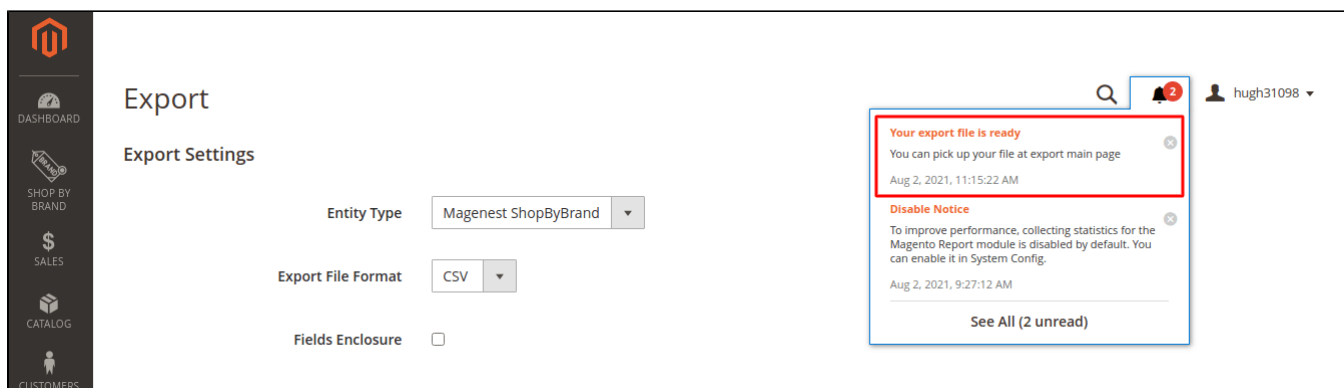 DASHBOARD
BRAND
SHOP BY
BRAND
$
SALES
CATALOG
CUSTOMERS
Export
2
hugh31098
Export Settings
Entity Type
Magenest ShopByBrand
Export File Format
CSV
Fields Enclosure
Your export file is ready
You can pick up your file at export main page
Aug 2, 2021, 11:15:22 AM
Disable Notice
To improve performance, collecting statistics for the
Magento Report module is disabled by default. You
can enable it in System Config.
Aug 2, 2021, 9:27:12 AM
See All (2 unread)